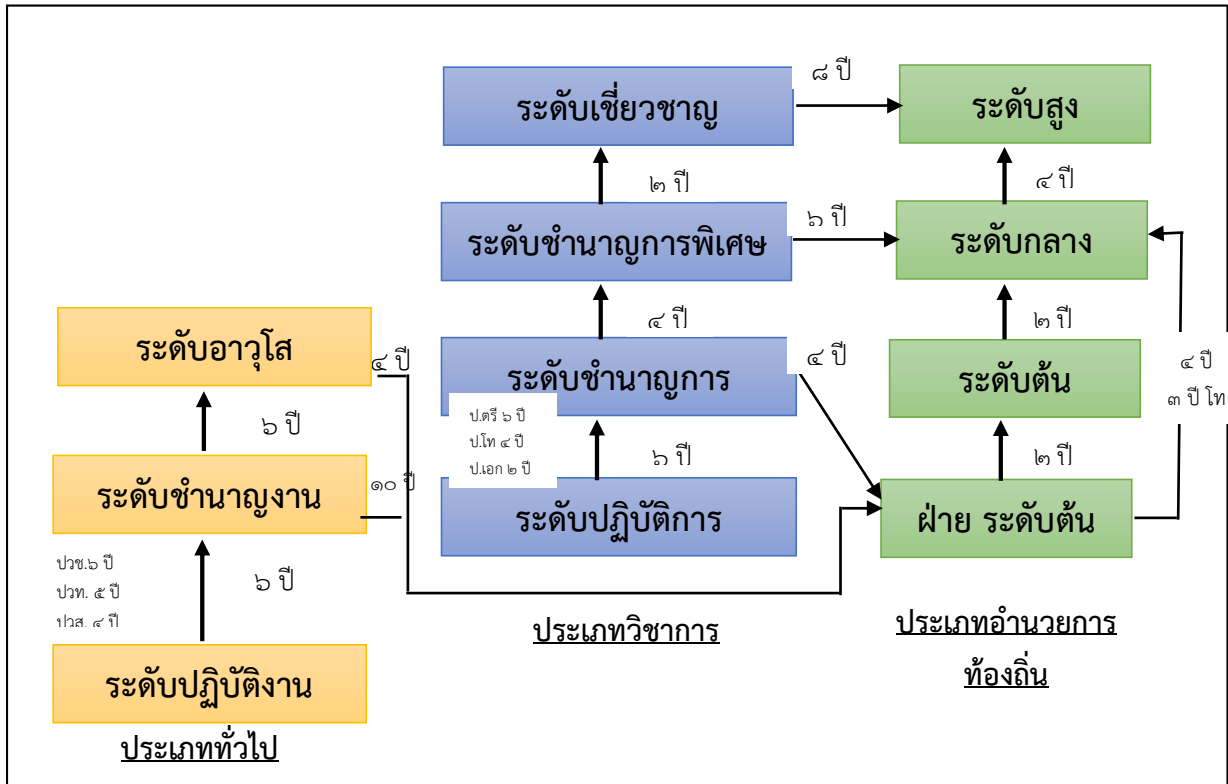 ๘ ปี
ระดับเชี่ยวชาญ
ระดับสูง
๒ ปี
๔ ปี
ระดับชำนาญการพิเศษ
๖ ปี
ระดับกลาง
๔ ปี
๒ ปี
ระดับอาวุโส
๔ ปี
ระดับชำนาญการ
๔ ปี
ระดับต้น
๔ ปี
๓ ปี โท
ป.ตรี ๖ ปี
ป.โท ๔ ปี
ป.เอก ๒ ปี
๖ ปี
๖ ปี
๒ ปี
ระดับชำนาญงาน
๑๐ ปี
ระดับปฏิบัติการ
ฝ่าย ระดับต้น
ปวช.๖ ปี
ปวท. ๕ ปี
ปวส. ๔ ปี
๖ ปี
ประเภทวิชาการ
ประเภทอำนวยการ
ท้องถิ่น
ระดับปฏิบัติงาน
ประเภททั่วไป